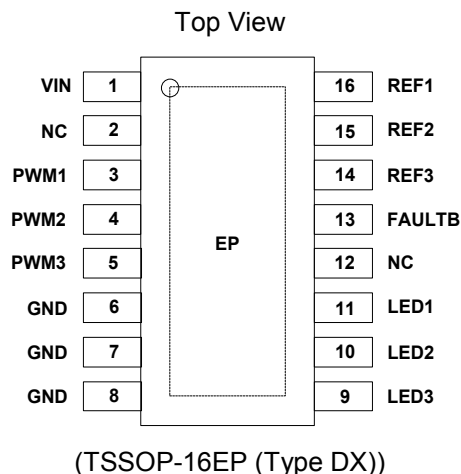 Top View
VIN 1 16 REF1
NC 2 15 REF2
PWM1 3 14 REF3
PWM2 4 13 FAULTB
EP
PWM3 5 12 NC
GND 6 11 LED1
GND 7 10 LED2
GND 8 9 LED3
(TSSOP-16EP (Type DX))